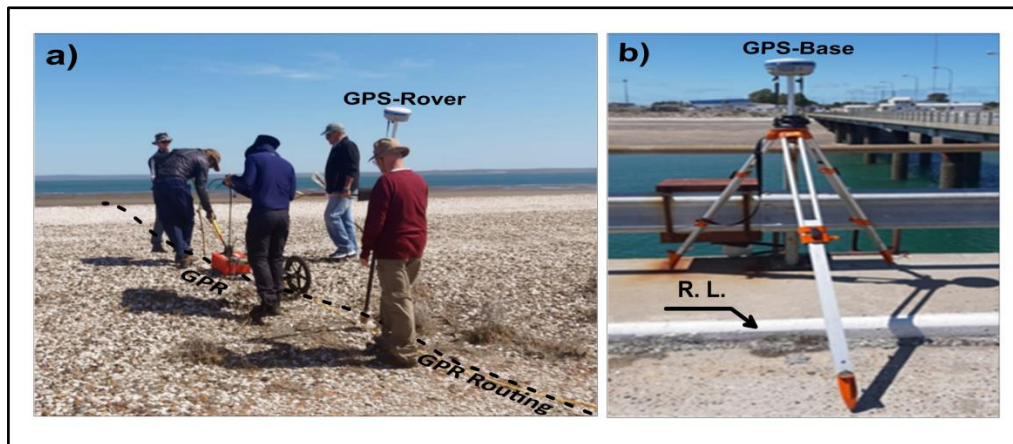 a)
GPS-Rover
GPR
GPR Routing
b)
GPS-Base
R. L.